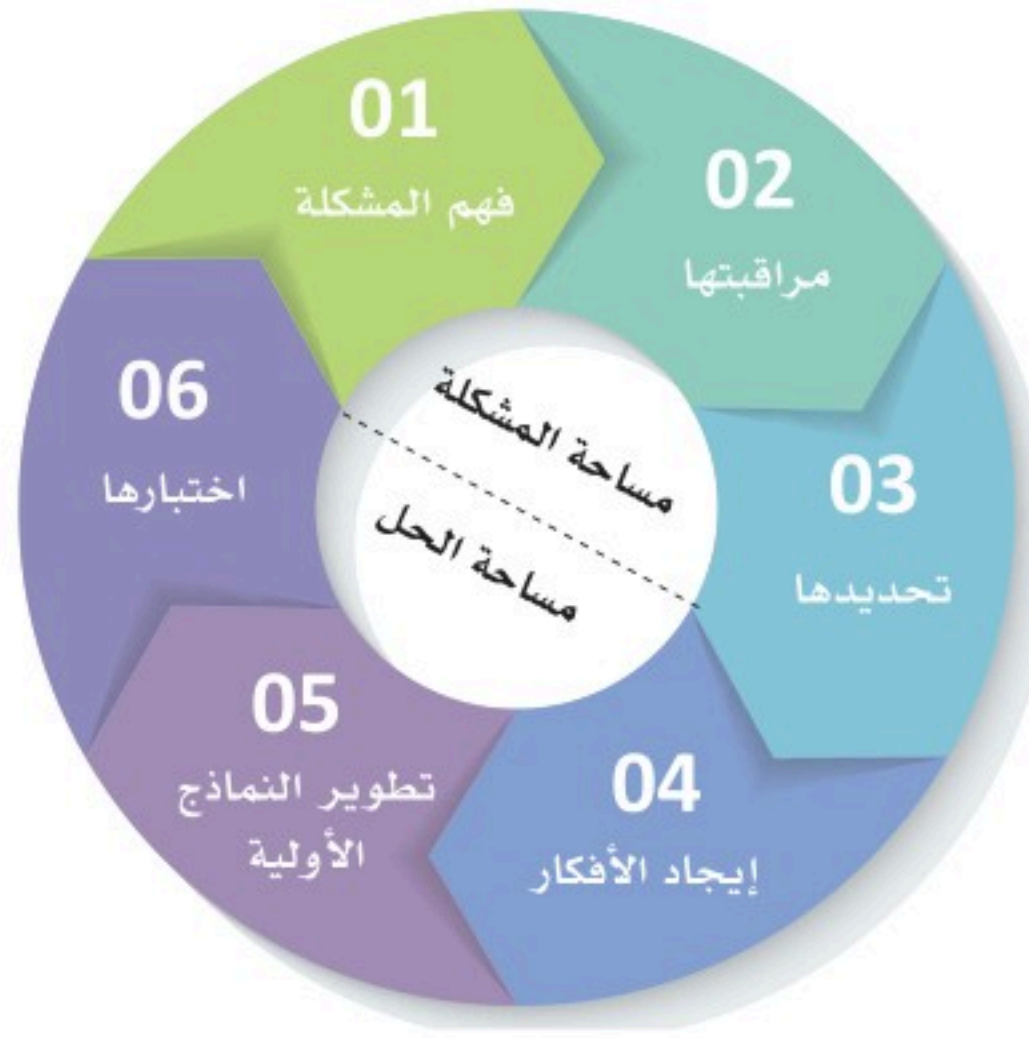 01
فهم المشكلة
02
مراقبتها
03
تحديدها
04
إيجاد الأفكار
05
تطوير النماذج
الأولية
06
اختبارها
مساحة المشكلة
مساحة الحل